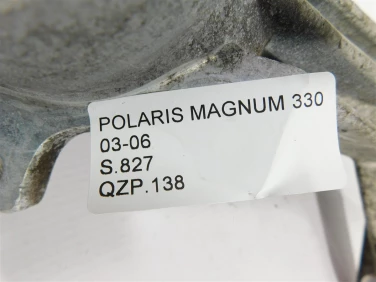 POLARIS MAGNUM 330
03-06
S.827
QZP.138